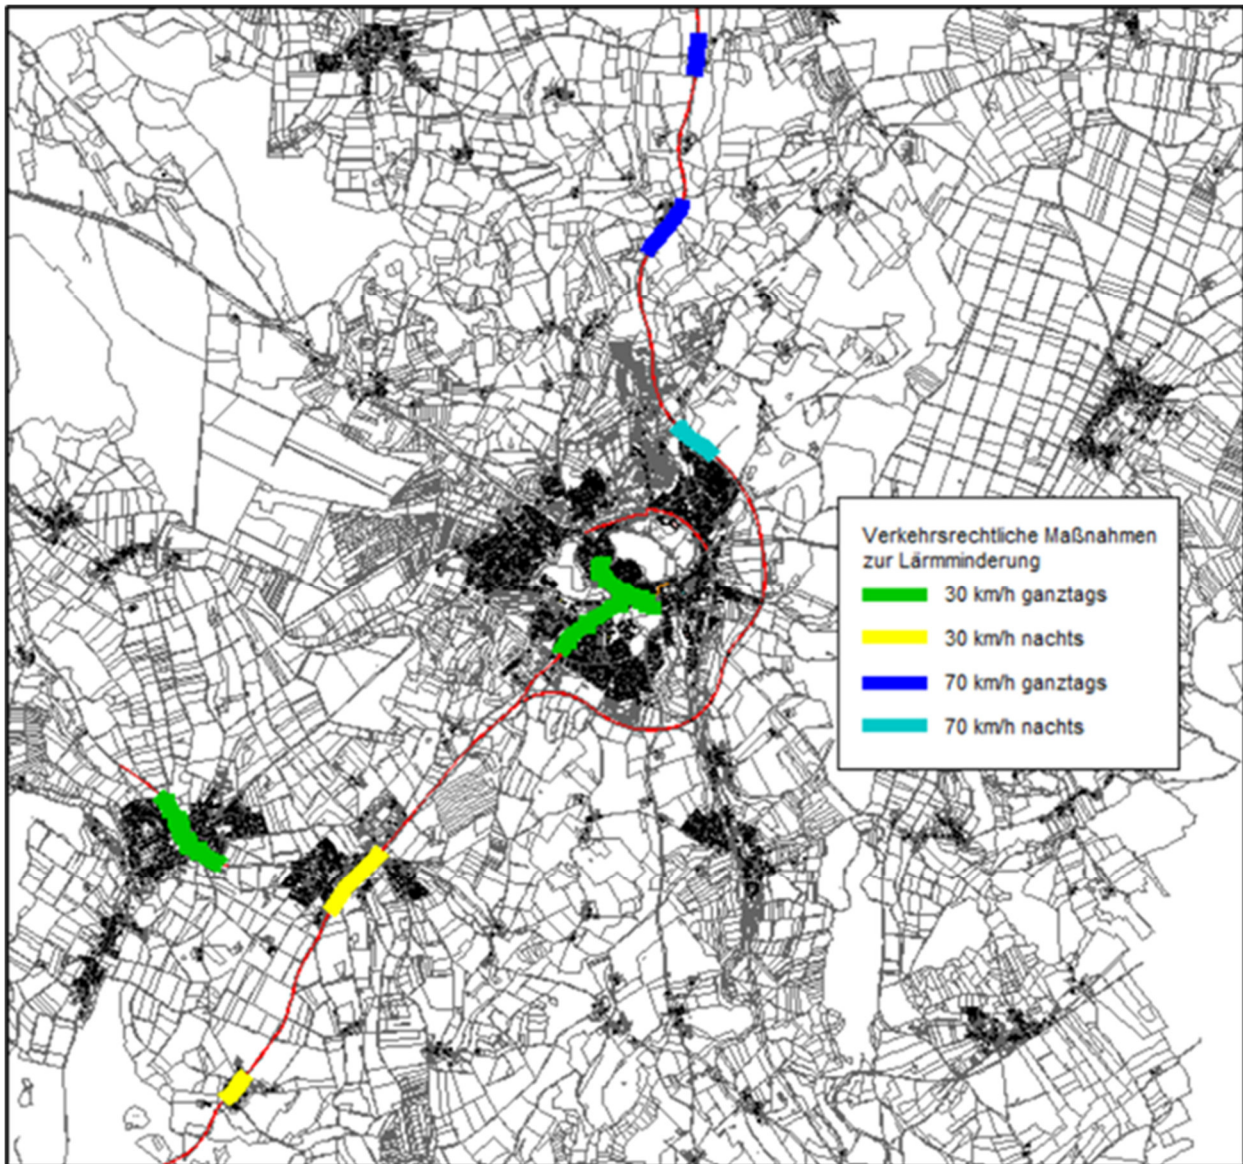 Verkehrsrechtliche Maßnahmen
zur Lärmminderung
30 km/h ganztags
30 km/h nachts
70 km/h ganztags
70 km/h nachts